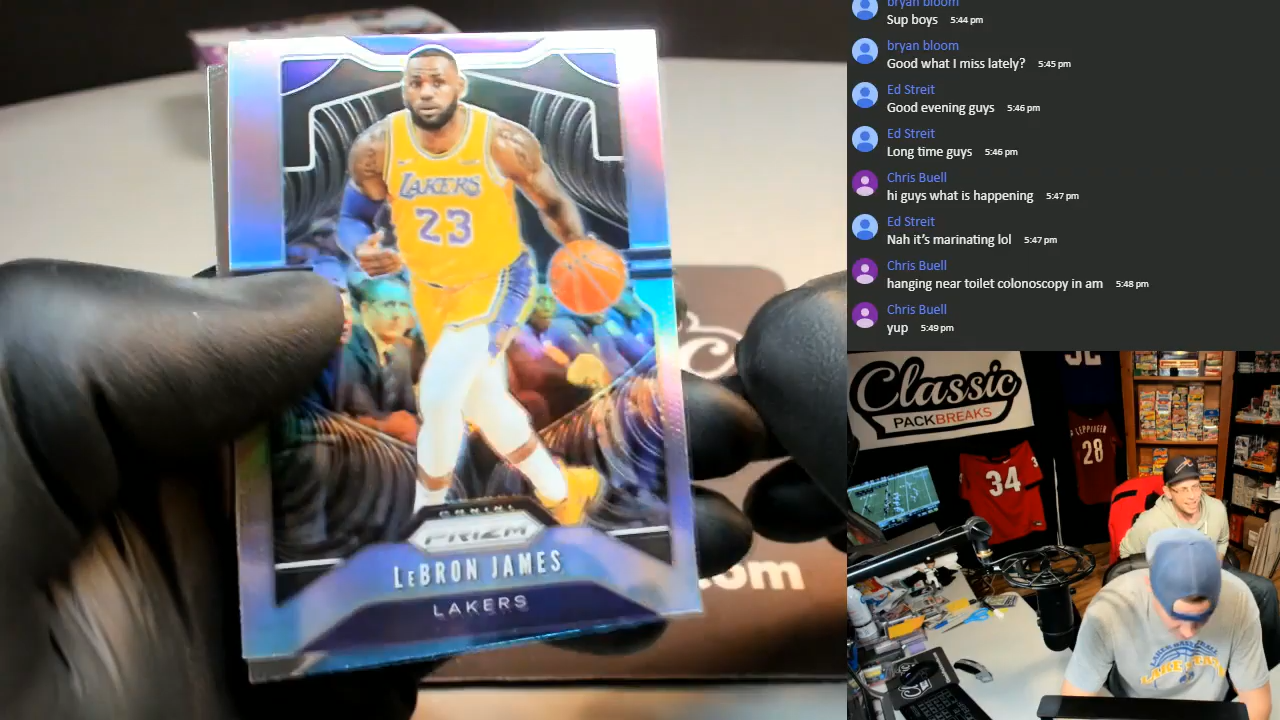 LAKERS
23
PANINI
PRIZM
LEBRON JAMES
LAKERS
.com
bryan bloom
Sup boys 5:44 pm
bryan bloom
Good what I miss lately? 5:45 pm
Ed Streit
Good evening guys 5:46 pm
Ed Streit
Long time guys 5:46 pm
Chris Buell
hi guys what is happening 5:47 pm
Ed Streit
Nah it's marinating lol 5:47 pm
Chris Buell
hanging near toilet colonoscopy in am 5:48 pm
Chris Buell
yup 5:49 pm
Classic
PACKBREAKS
34
LEPPINGER
28